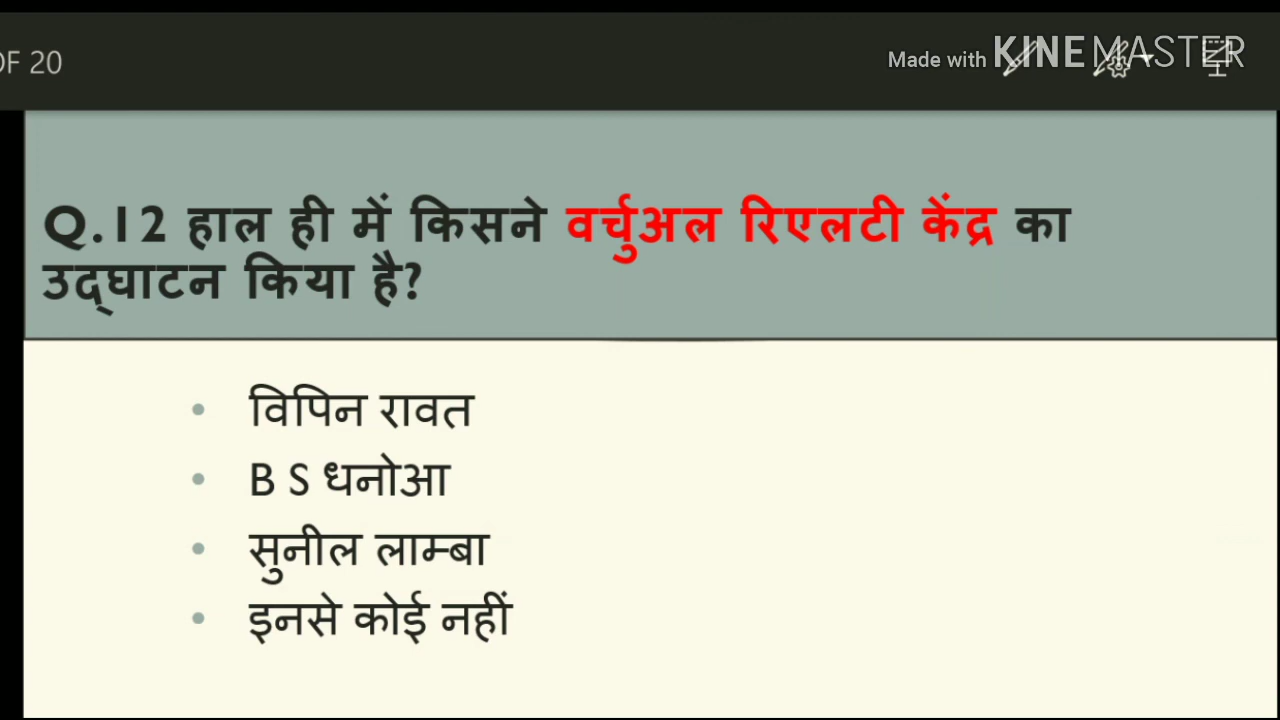 OF 20
Made with KINEMASTER
Q.12 हाल ही में किसने वर्चुअल रिएलटी केंद्र का
उद्घाटन किया है?
• विपिन रावत
• B S धनोआ
• सुनील लाम्बा
• इनसे कोई नहीं